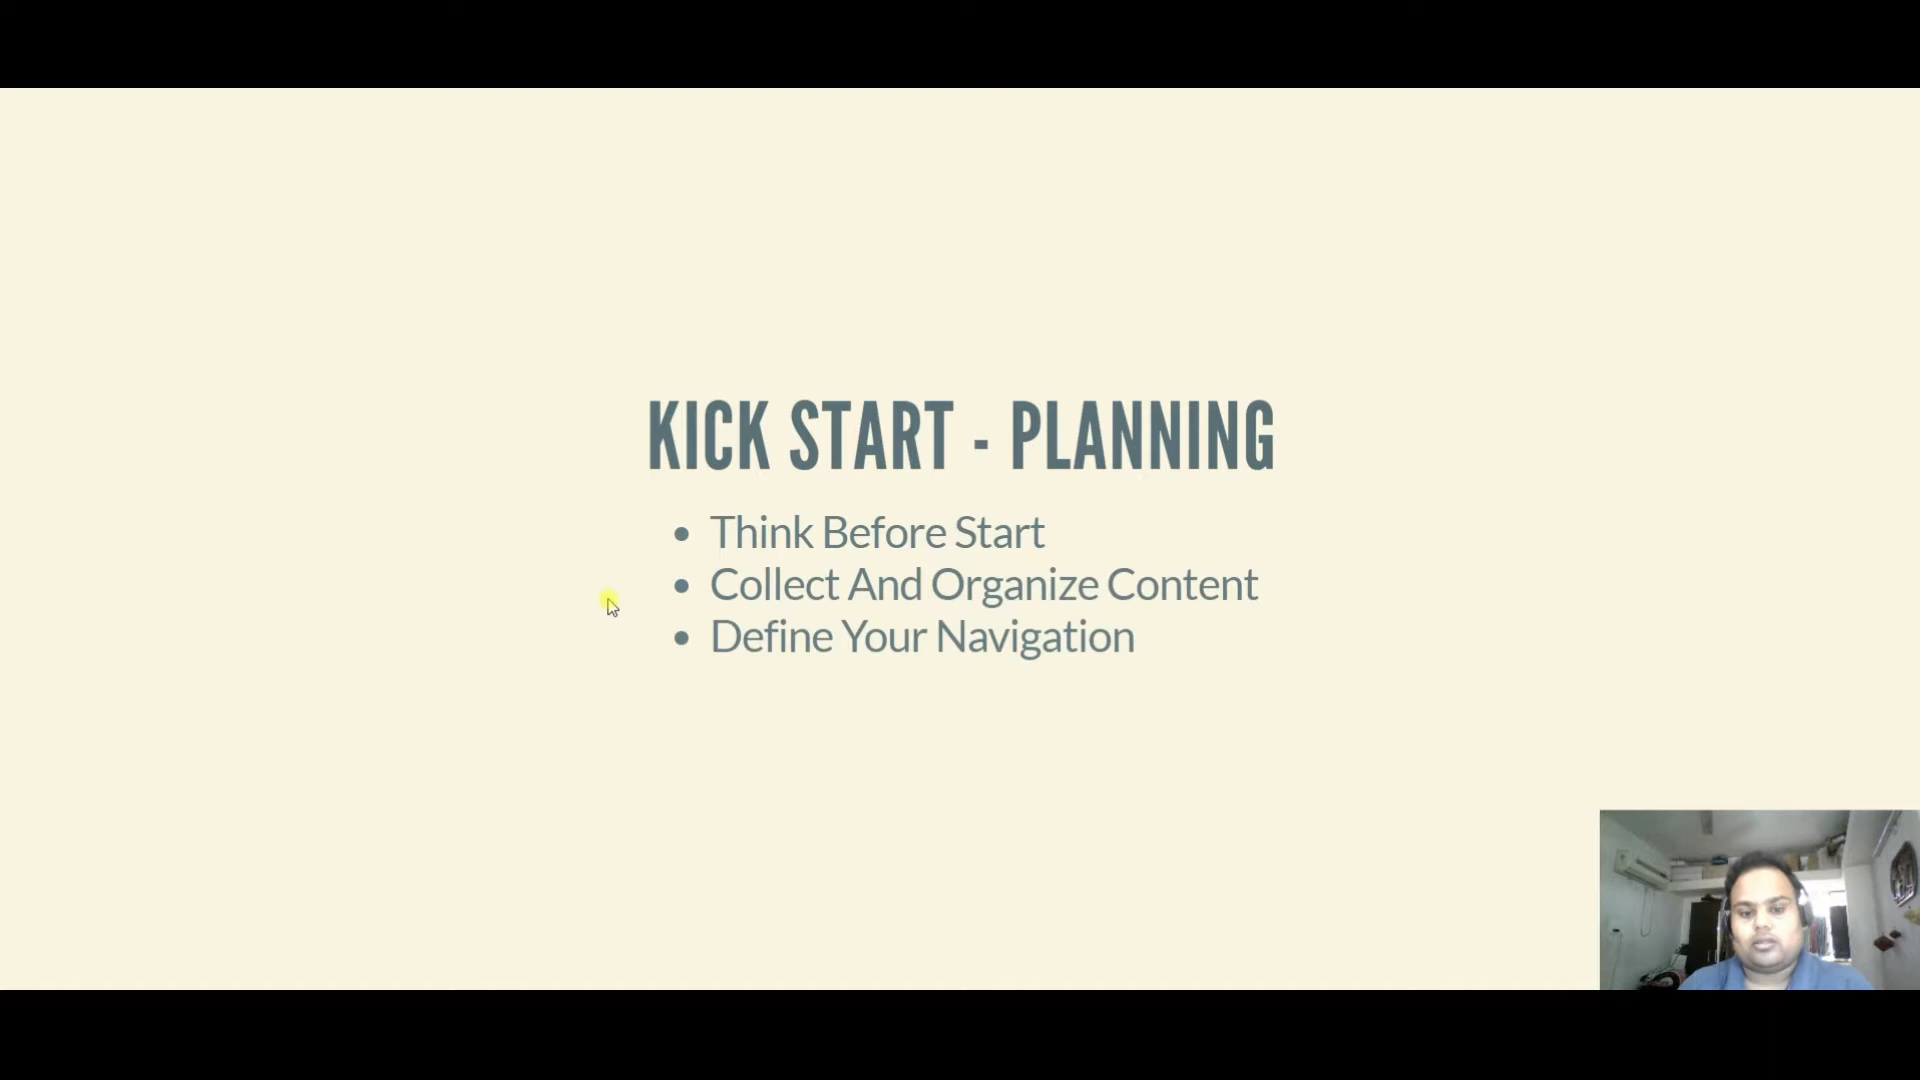 KICK START - PLANNING
Think Before Start
Collect And Organize Content
Define Your Navigation